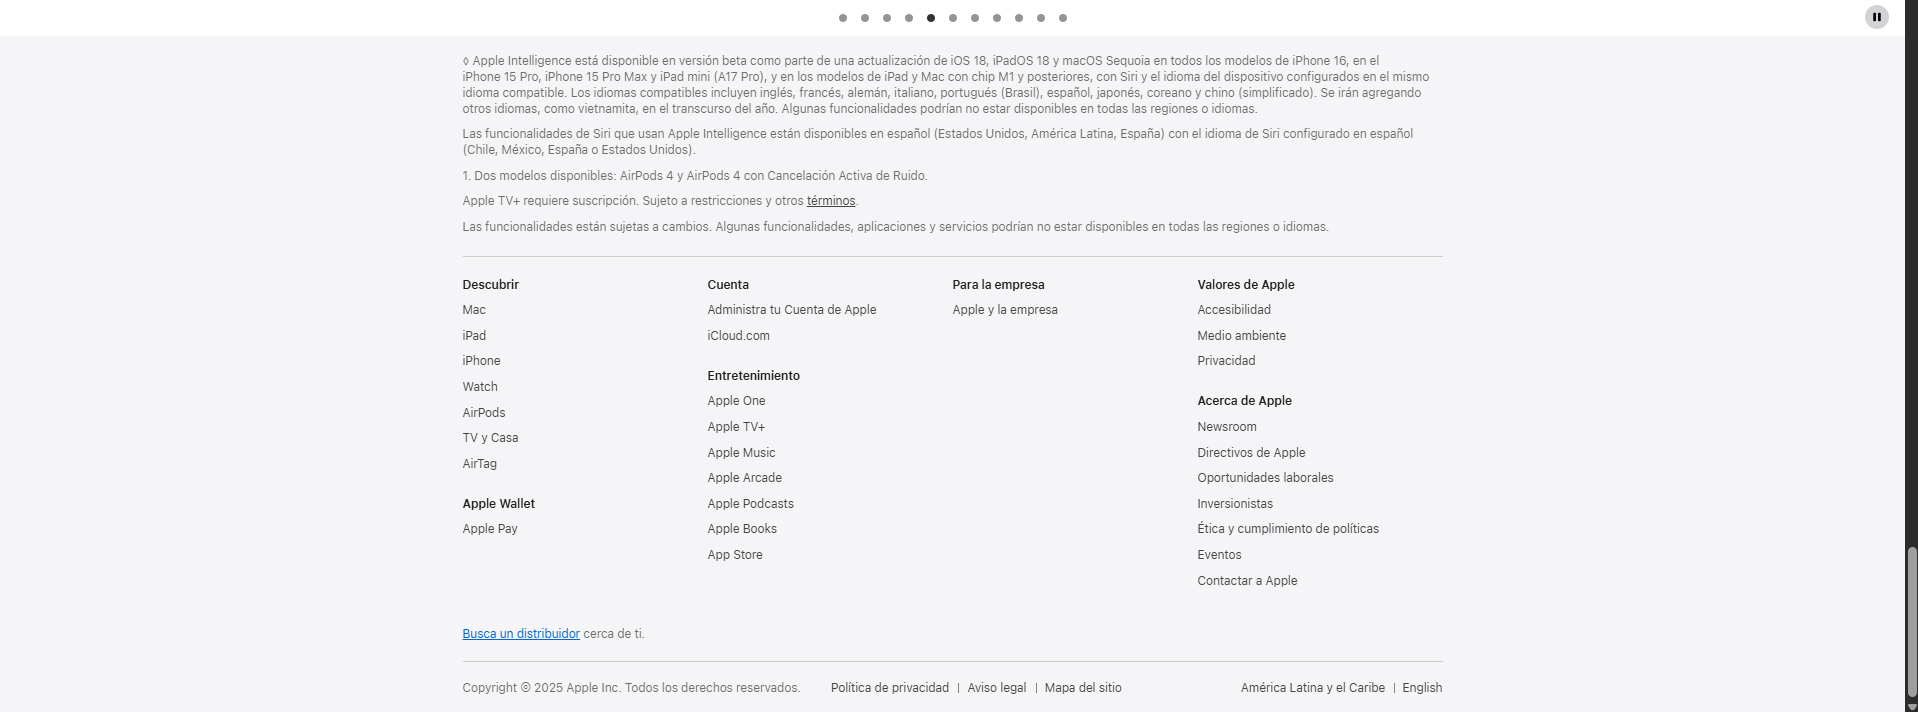 ◊ Apple Intelligence está disponible en versión beta como parte de una actualización de iOS 18, iPadOS 18 y macOS Sequoia en todos los modelos de iPhone 16, en el
iPhone 15 Pro, iPhone 15 Pro Max y iPad mini (A17 Pro), y en los modelos de iPad y Mac con chip M1 y posteriores, con Siri y el idioma del dispositivo configurados en el mismo
idioma compatible. Los idiomas compatibles incluyen inglés, francés, alemán, italiano, portugués (Brasil), español, japonés, coreano y chino (simplificado). Se irán agregando
otros idiomas, como vietnamita, en el transcurso del año. Algunas funcionalidades podrían no estar disponibles en todas las regiones o idiomas.
Las funcionalidades de Siri que usan Apple Intelligence están disponibles en español (Estados Unidos, América Latina, España) con el idioma de Siri configurado en español
(Chile, México, España o Estados Unidos).
1. Dos modelos disponibles: AirPods 4 y AirPods 4 con Cancelación Activa de Ruido.
Apple TV+ requiere suscripción. Sujeto a restricciones y otros términos.
Las funcionalidades están sujetas a cambios. Algunas funcionalidades, aplicaciones y servicios podrían no estar disponibles en todas las regiones o idiomas.
Descubrir
Mac
iPad
iPhone
Watch
AirPods
TV y Casa
AirTag
Apple Wallet
Apple Pay
Cuenta
Administra tu Cuenta de Apple
iCloud.com
Entretenimiento
Apple One
Apple TV+
Apple Music
Apple Arcade
Apple Podcasts
Apple Books
App Store
Para la empresa
Apple y la empresa
Valores de Apple
Accesibilidad
Medio ambiente
Privacidad
Acerca de Apple
Newsroom
Directivos de Apple
Oportunidades laborales
Inversionistas
Ética y cumplimiento de políticas
Eventos
Contactar a Apple
Busca un distribuidor cerca de ti.
Copyright © 2025 Apple Inc. Todos los derechos reservados. Política de privacidad | Aviso legal | Mapa del sitio América Latina y el Caribe | English